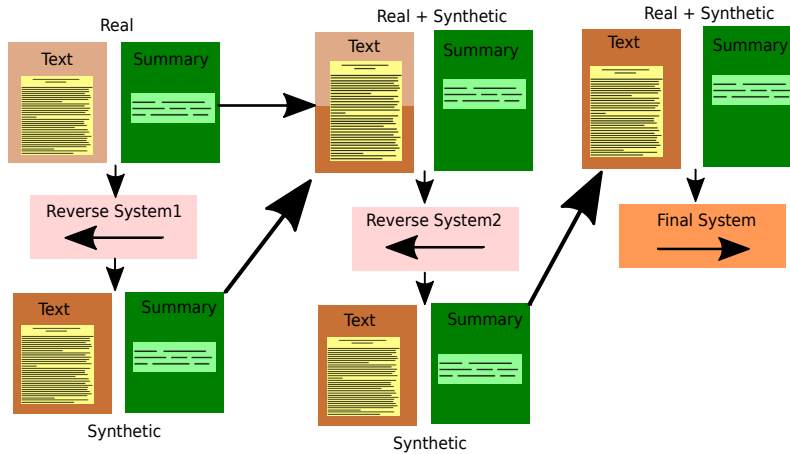 Real
Text
Summary
Reverse System1
Text
Summary
Synthetic
Real + Synthetic
Text
Summary
Reverse System2
Text
Summary
Synthetic
Real + Synthetic
Text
Summary
Final System